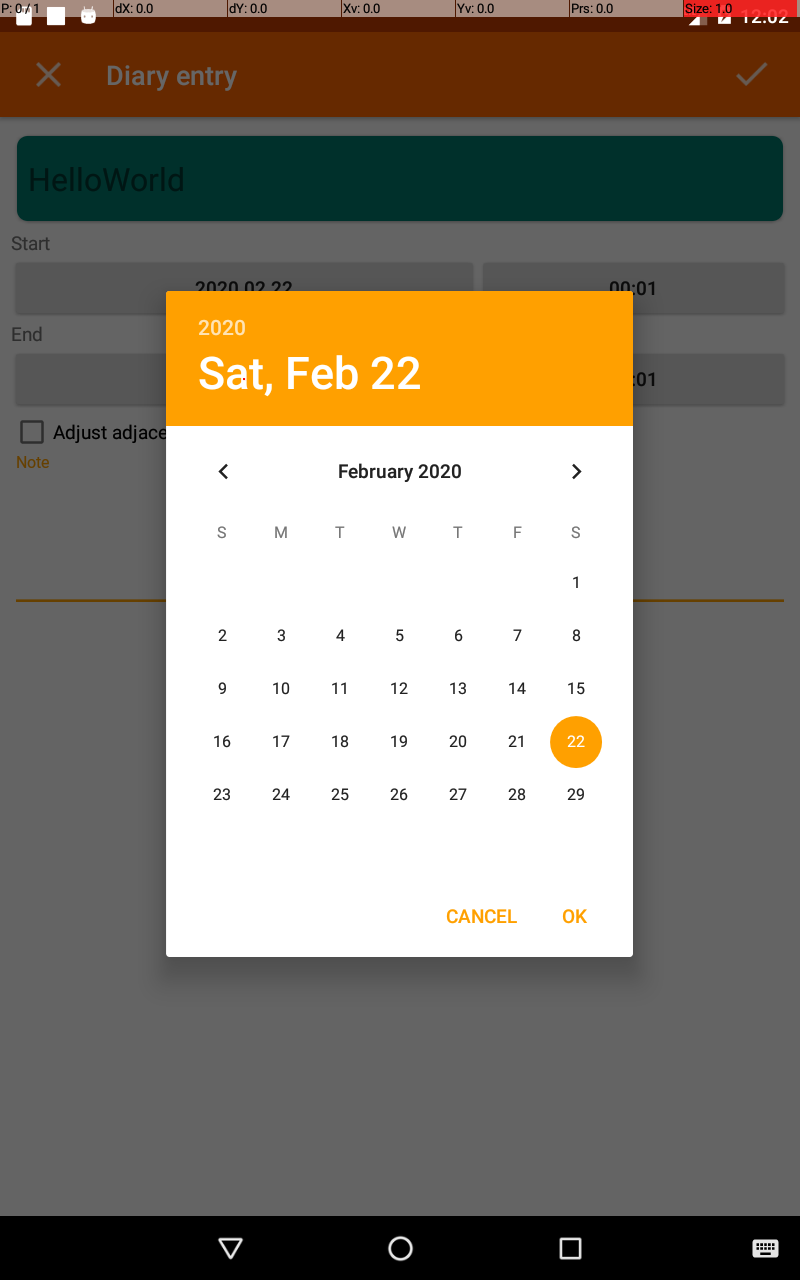 P: 0 / 1 dX: 0.0 dY: 0.0 Xv: 0.0 Yv: 0.0 Prs: 0.0 Size: 1.0
12:02
Diary entry
HelloWorld
Start
2020 02 22 00:01
End
:01
Adjust adjace
Note
2020
Sat, Feb 22
February 2020
S M T W T F S
1
2 3 4 5 6 7 8
9 10 11 12 13 14 15
16 17 18 19 20 21 22
23 24 25 26 27 28 29
CANCEL OK